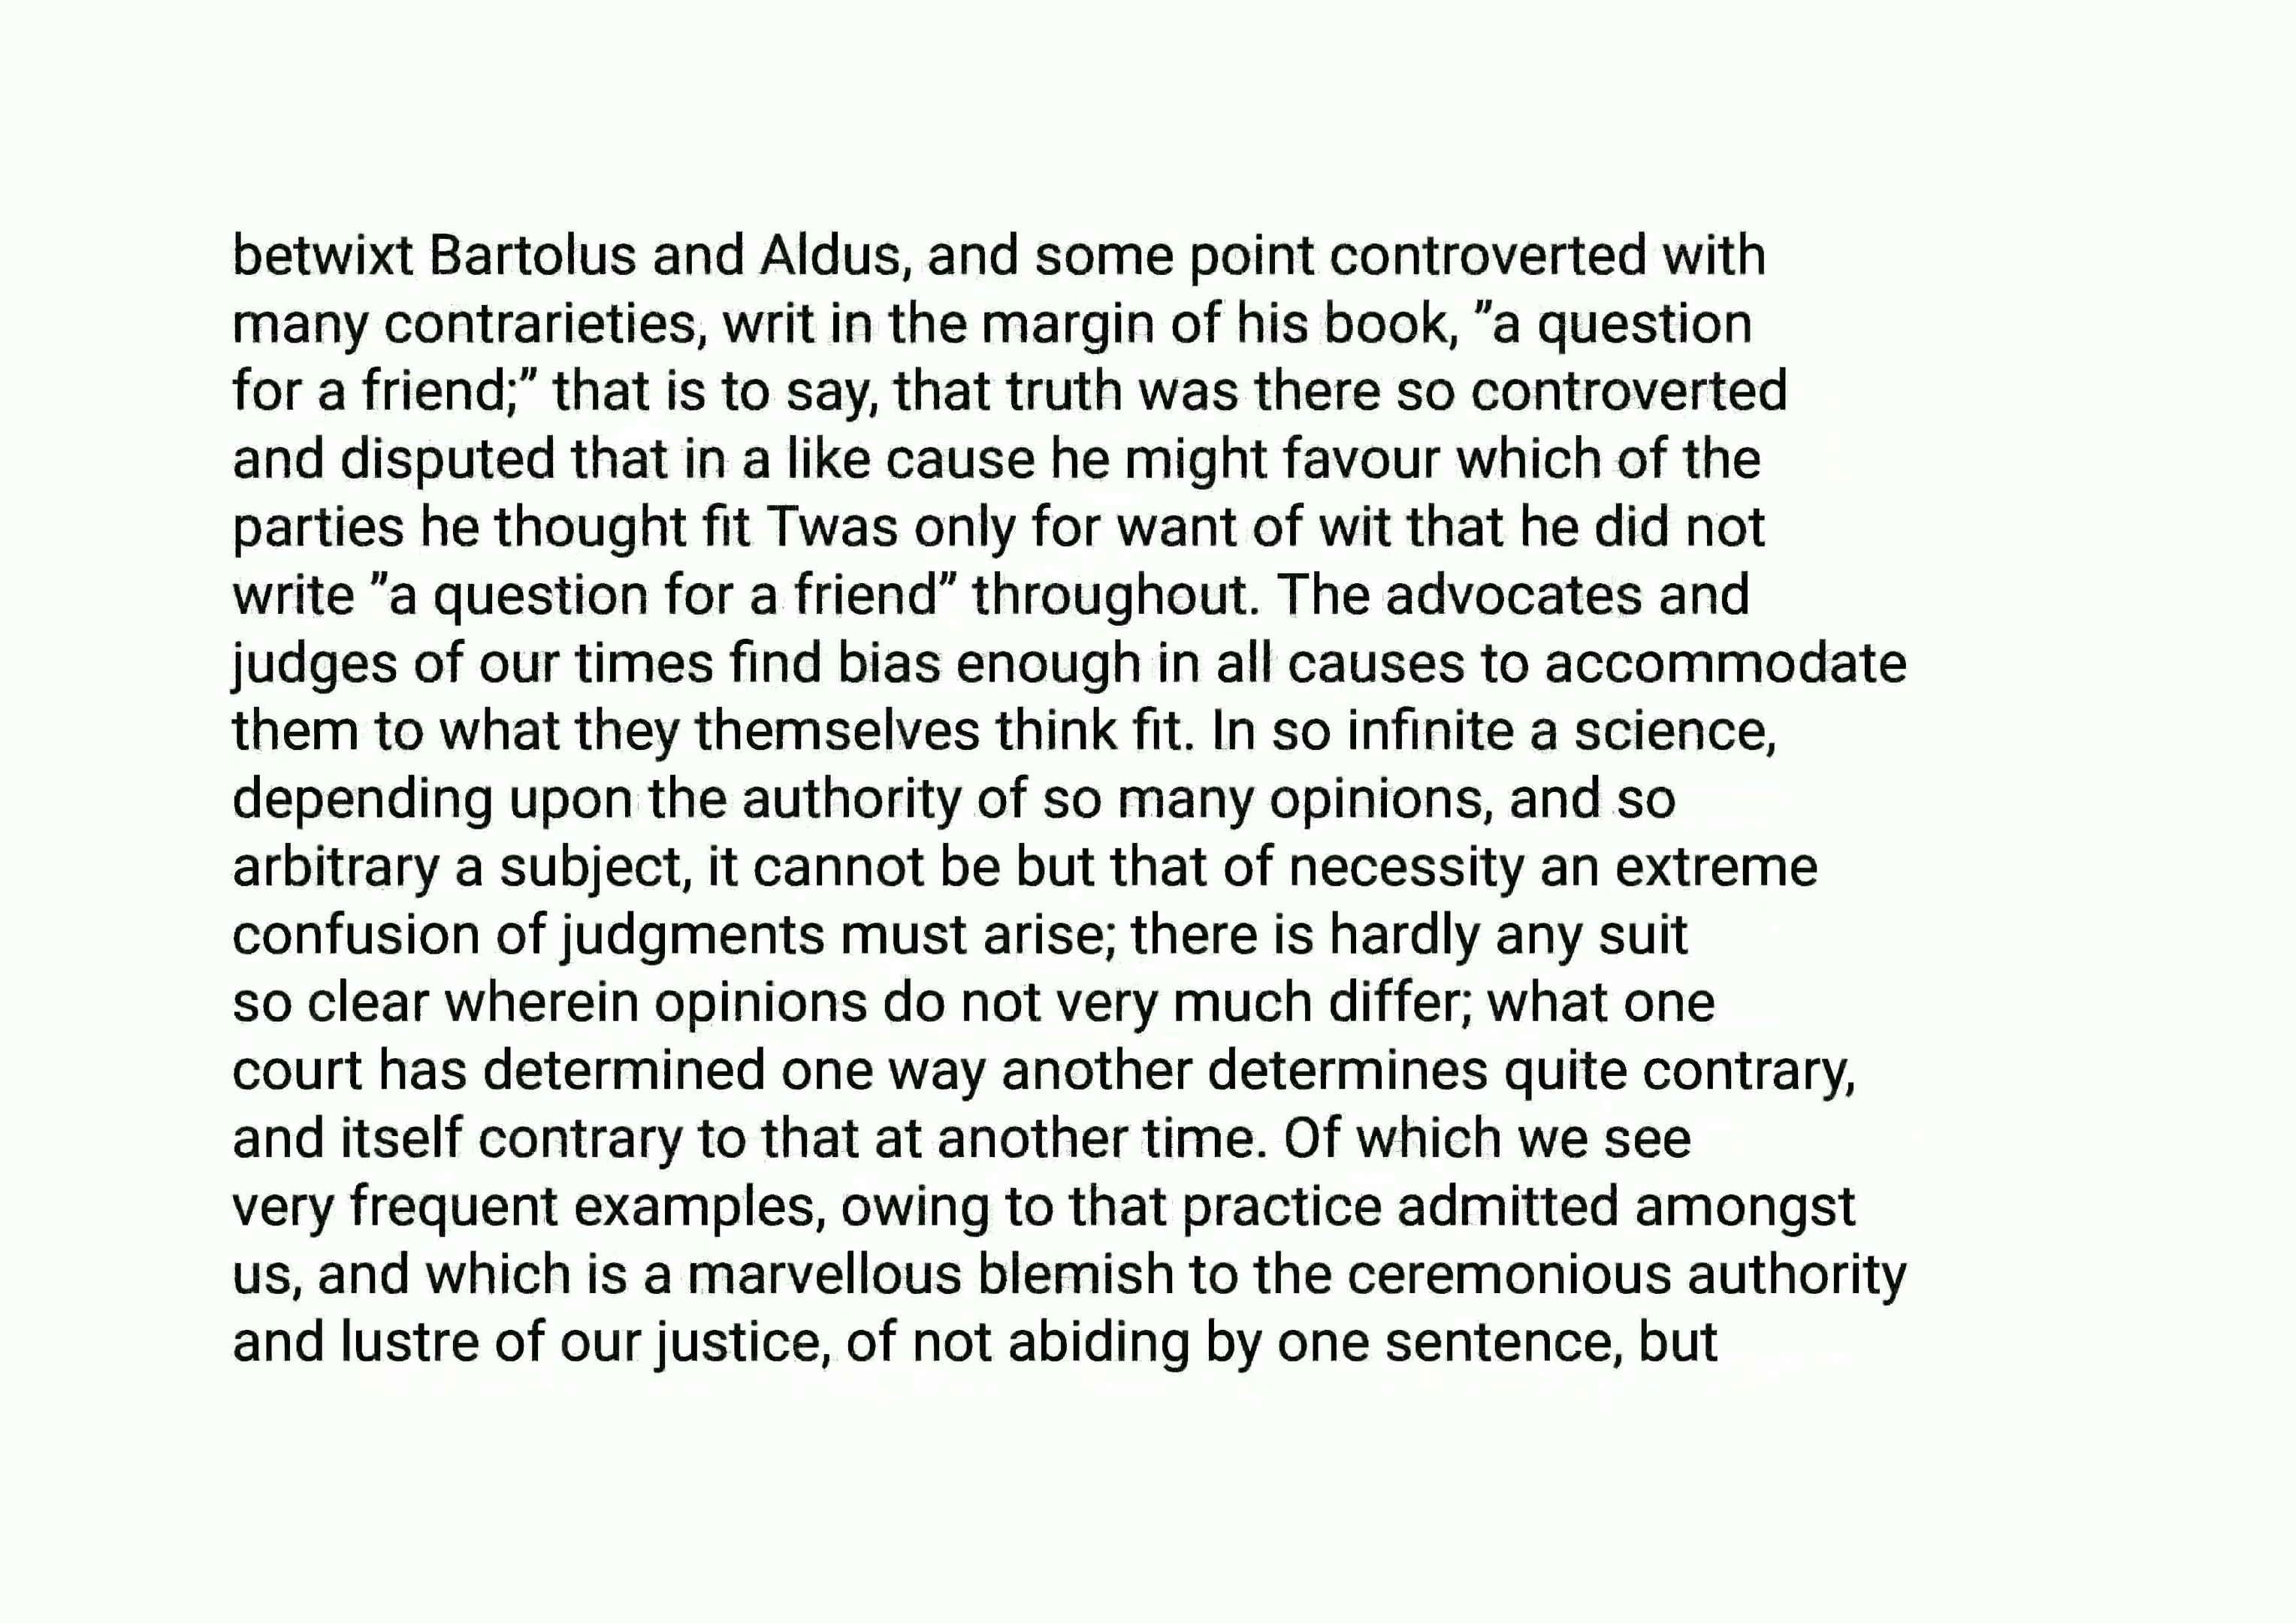 betwixt Bartolus and Aldus, and some point controverted with
many contrarieties, writ in the margin of his book, ”a question
for a friend;” that is to say, that truth was there so controverted
and disputed that in a like cause he might favour which of the
parties he thought fit Twas only for want of wit that he did not
write ”a question for a friend” throughout. The advocates and
judges of our times find bias enough in all causes to accommodate
them to what they themselves think fit. In so infinite a science,
depending upon the authority of so many opinions, and so
arbitrary a subject, it cannot be but that of necessity an extreme
confusion of judgments must arise; there is hardly any suit
so clear wherein opinions do not very much differ; what one
court has determined one way another determines quite contrary,
and itself contrary to that at another time. Of which we see
very frequent examples, owing to that practice admitted amongst
us, and which is a marvellous blemish to the ceremonious authority
and lustre of our justice, of not abiding by one sentence, but